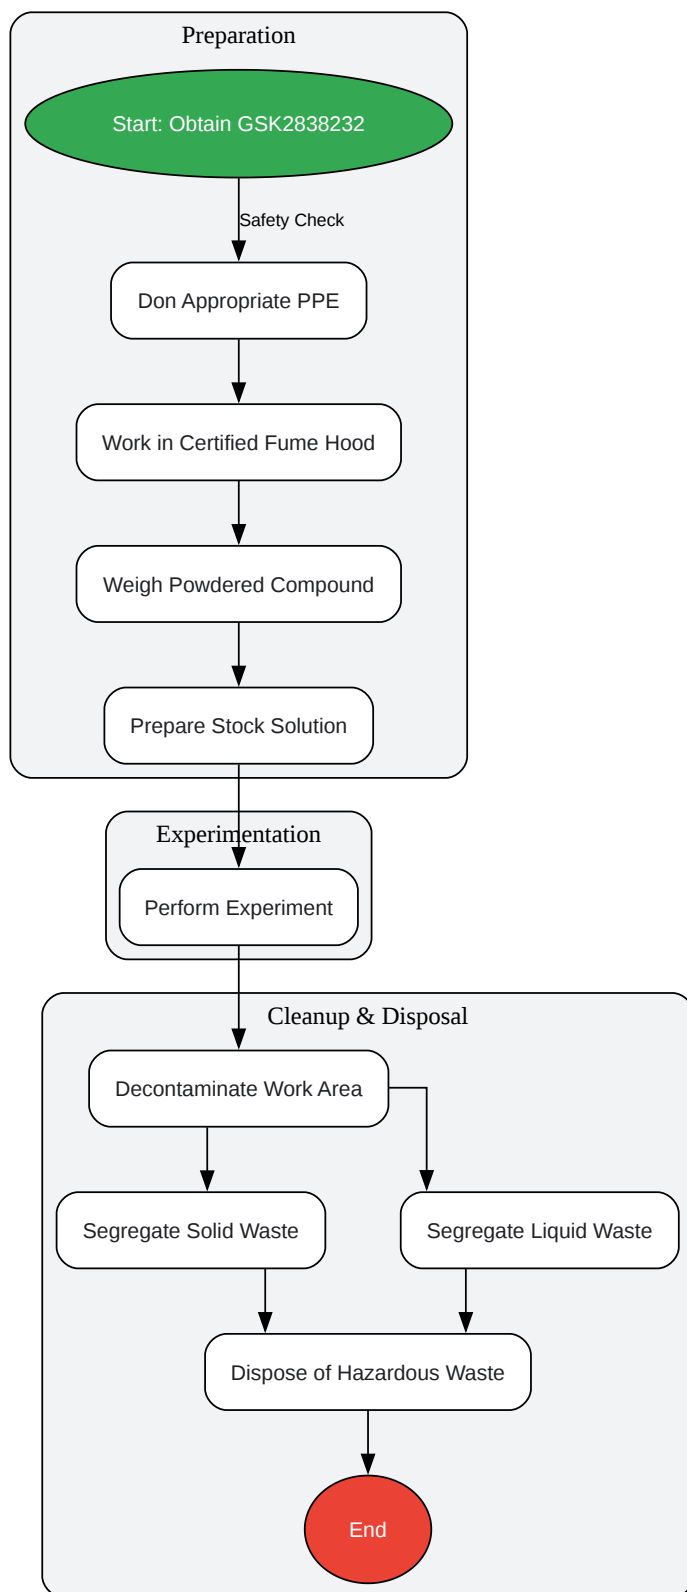 Preparation
Start: Obtain GSK2838232
Safety Check
Don Appropriate PPE
Work in Certified Fume Hood
Weigh Powdered Compound
Prepare Stock Solution
Experimentation
Perform Experiment
Cleanup & Disposal
Decontaminate Work Area
Segregate Solid Waste
Segregate Liquid Waste
Dispose of Hazardous Waste
End